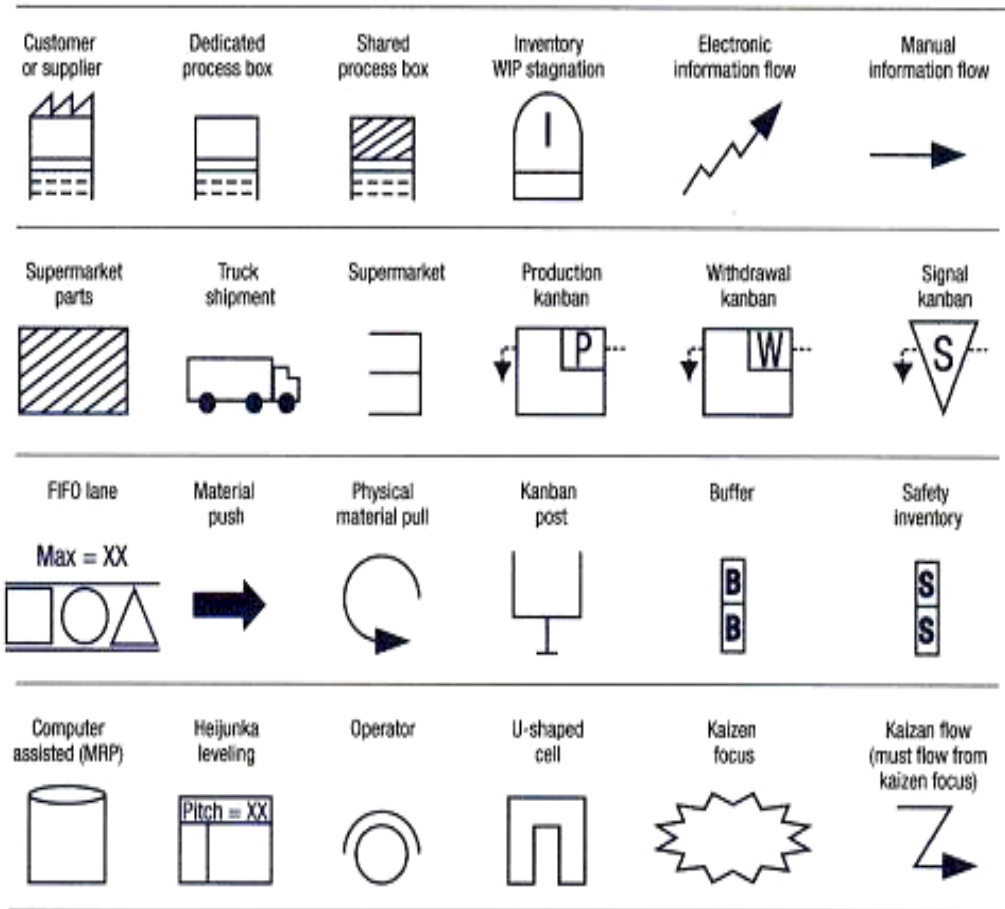 Customer
or supplier
Dedicated
process box
Shared
process box
Inventory
WIP stagnation
Electronic
information flow
Manual
information flow
I
Supermarket
parts
Truck
shipment
Supermarket
Production
kanban
Withdrawal
kanban
Signal
kanban
P
W
S
FIFO lane
Material
push
Physical
material pull
Kanban
post
Buffer
Safety
inventory
Max = XX
B
B
S
S
Computer
assisted (MRP)
Heijunka
leveling
Operator
U-shaped
cell
Kaizen
focus
Kaizan flow
(must flow from
kaizen focus)
Pitch = XX